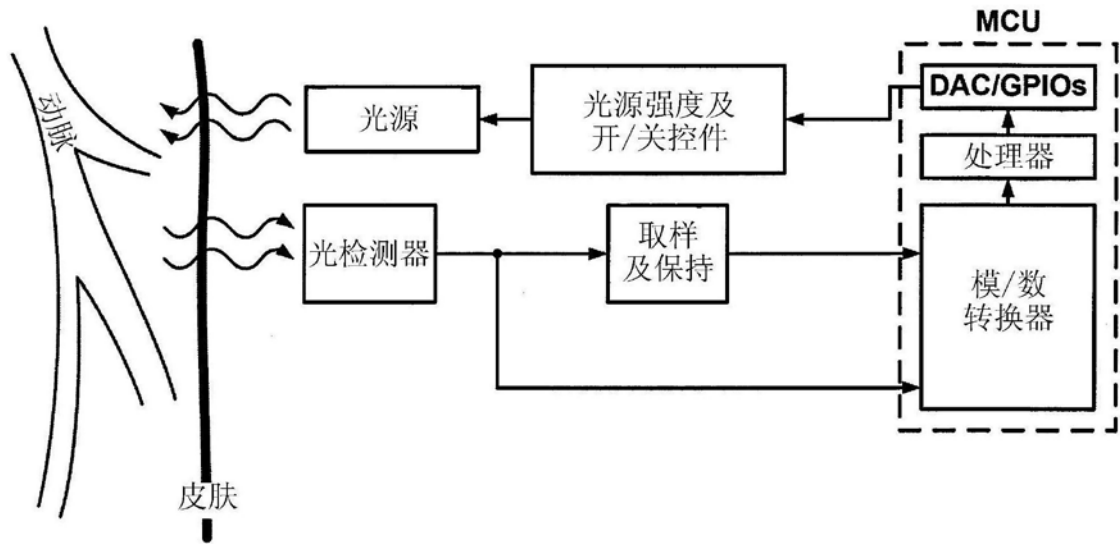 MCU
动脉
光源
光源强度及
开/关控件
DAC/GPIOs
处理器
光检测器
取样
及保持
模/数
转换器
皮肤